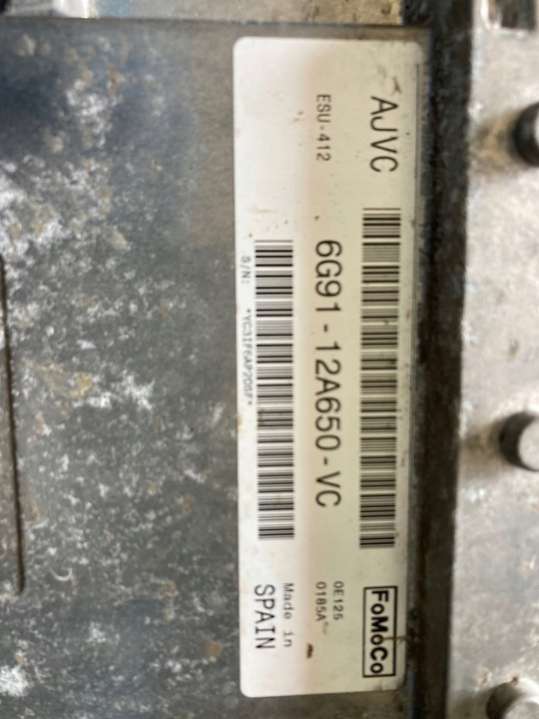 AJVC
FoMoCo
ESU-412
6G91-12A650-VC
0E125
0185A
S/N:
Made in
SPAIN